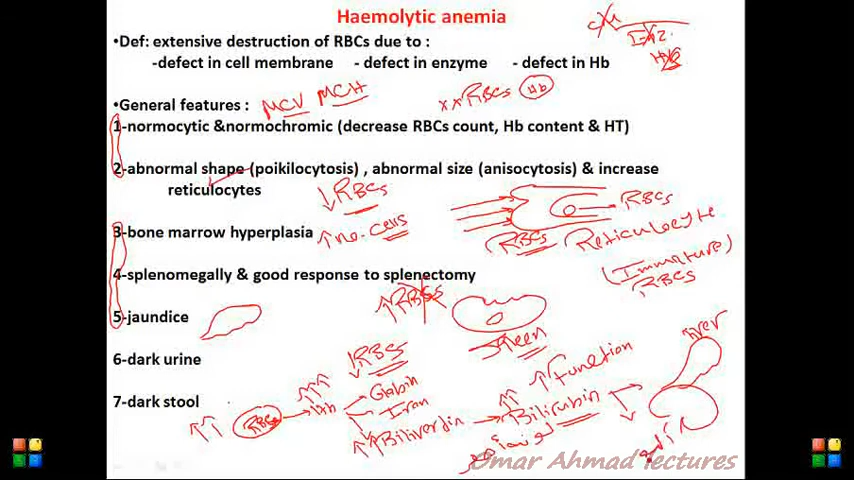 Haemolytic anemia
•Def: extensive destruction of RBCs due to :
-defect in cell membrane - defect in enzyme - defect in Hb
•General features :
MCV MCH
xx RBCs Hb
1-normocytic &normochromic (decrease RBCs count, Hb content & HT)
2-abnormal shape (poikilocytosis) , abnormal size (anisocytosis) & increase
reticulocytes
↓RBCs
RBCs
RBCs Reticulocyte
3-bone marrow hyperplasia
↑no. cells
(Immature)
RBCs
4-splenomegally & good response to splenectomy
↑RBCs
5-jaundice
spleen
liver
6-dark urine
↓RBCs
↑Function
7-dark stool
↑↑ RBCs → ↑↑↑ Hb
Globin
Iron
↑↑Biliverdin → ↑↑ Bilirubin
Omar Ahmad lectures